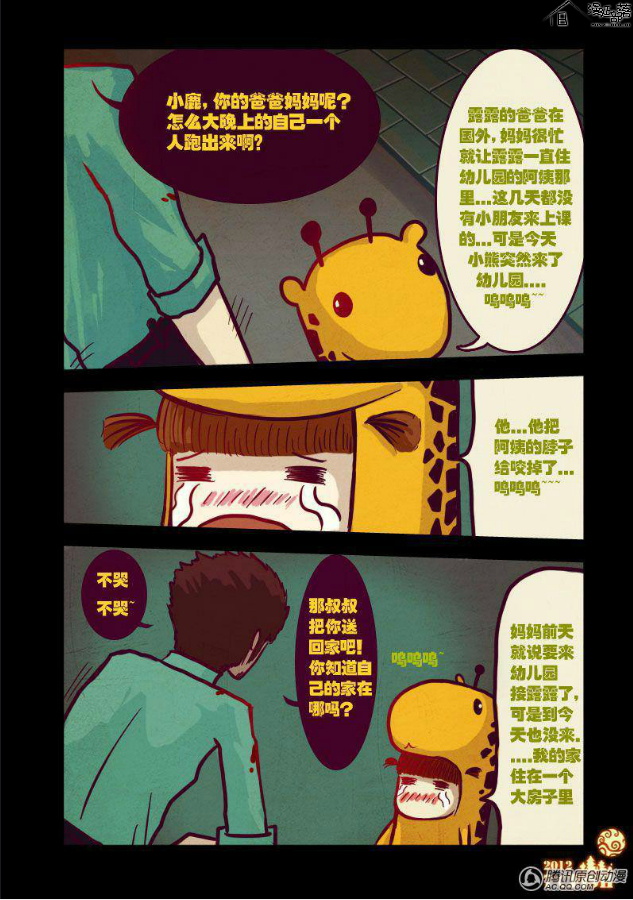 漫画部落
小鹿，你的爸爸妈妈呢？
怎么大晚上的自己一个
人跑出来啊？
露露的爸爸在
国外，妈妈很忙
就让露露一直住
幼儿园的阿姨那
里...这几天都没
有小朋友来上课
的...可是今天
小熊突然来了
幼儿园....
呜呜呜~~
他...他把
阿姨的脖子
给咬掉了...
呜呜呜~~~
不哭
不哭~
那叔叔
把你送
回家吧！
你知道自
己的家在
哪吗？
呜呜呜~
妈妈前天
就说要来
幼儿园
接露露了，
可是到今
天也没来.
....我的家
住在一个
大房子里
2012
腾讯原创动漫
AC.QQ.COM